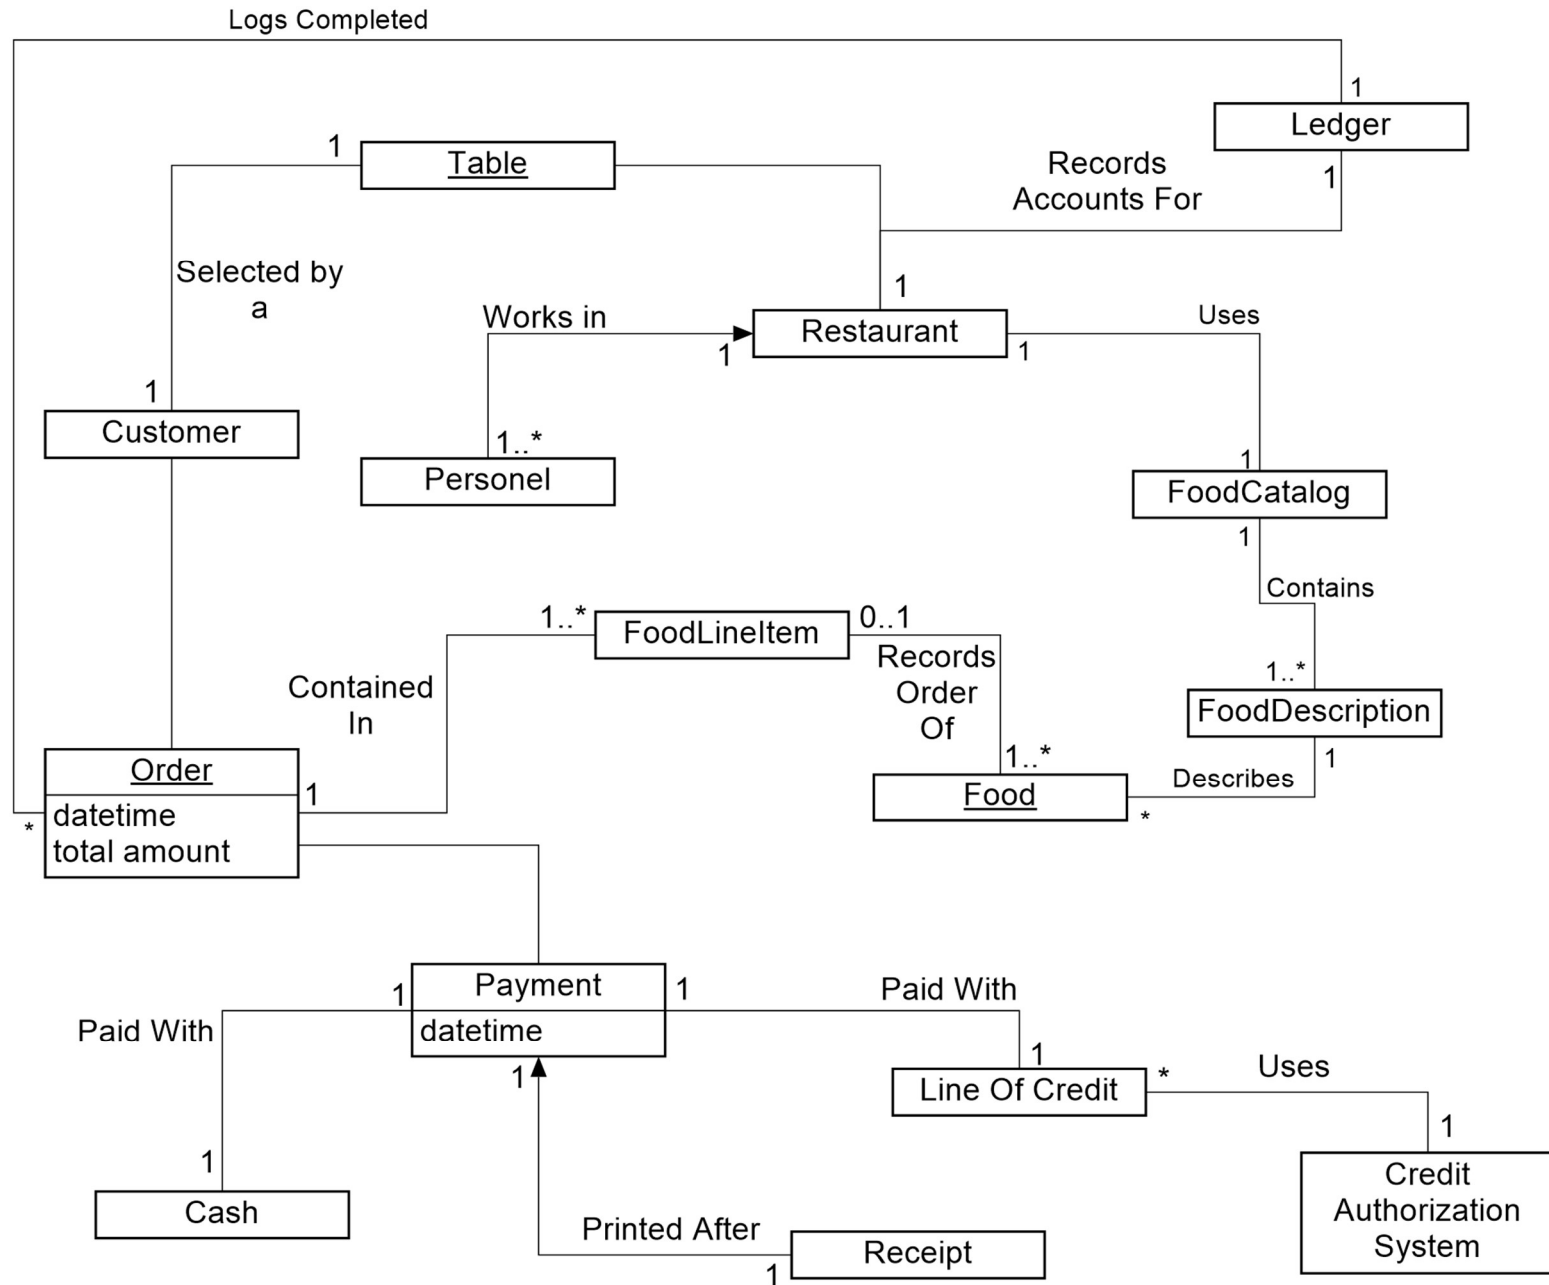 Logs Completed
1
Ledger
1
Table
1
Records
Accounts For
1
Selected by
a
1
Restaurant
Works in
1
1
Uses
1
Customer
1..*
Personel
1
FoodCatalog
1
Contains
1..*
FoodLineItem
0..1
Records
Order
Of
1..*
FoodDescription
1
Contained
In
Order
datetime
total amount
1
*
1..*
Food
*
Describes
Payment
datetime
1
1
Paid With
Paid With
1
1
Line Of Credit
*
Uses
1
Credit
Authorization
System
1
Cash
Printed After
1
Receipt